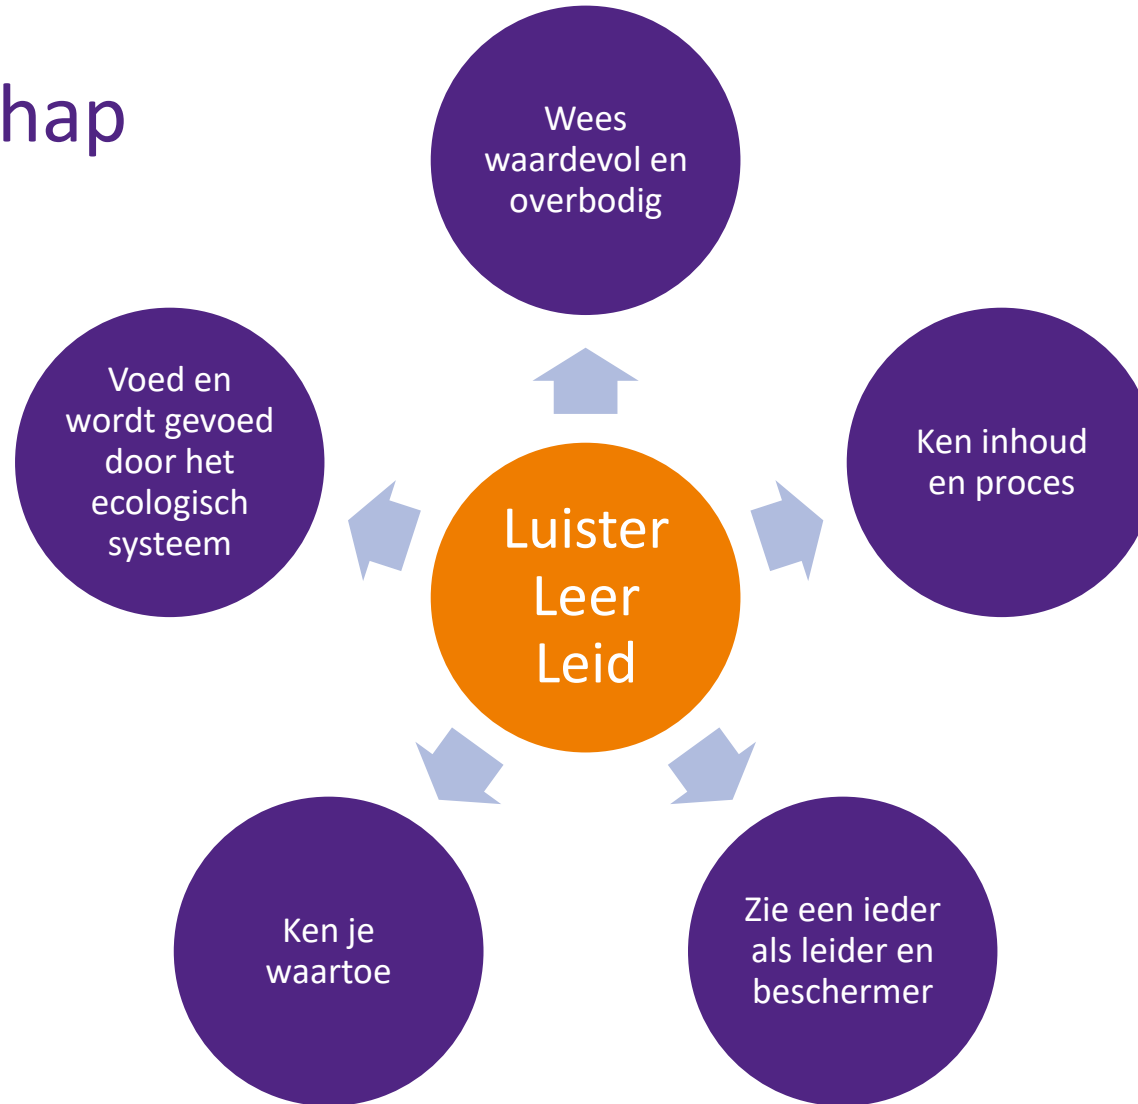 hap
Wees
waardevol en
overbodig
Voed en
wordt gevoed
door het
ecologisch
systeem
Ken inhoud
en proces
Luister
Leer
Leid
Ken je
waartoe
Zie een ieder
als leider en
beschermer